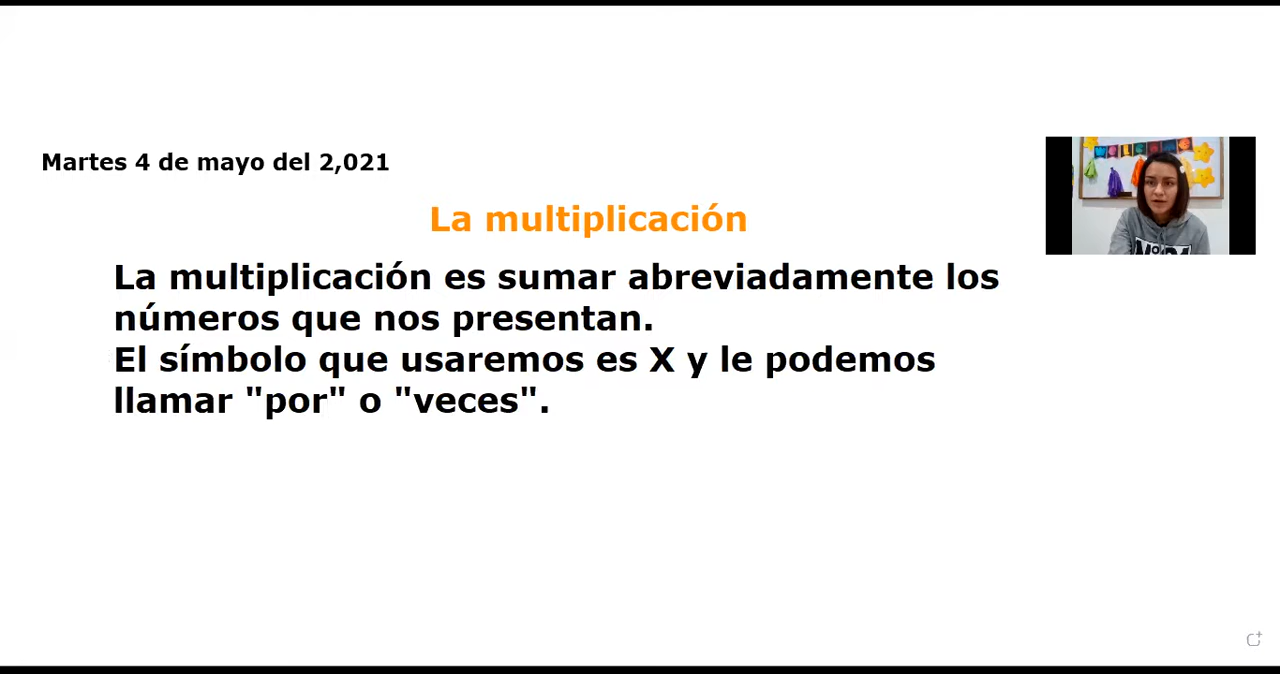 Martes 4 de mayo del 2,021
La multiplicación
La multiplicación es sumar abreviadamente los
números que nos presentan.
El símbolo que usaremos es X y le podemos
llamar "por" o "veces".